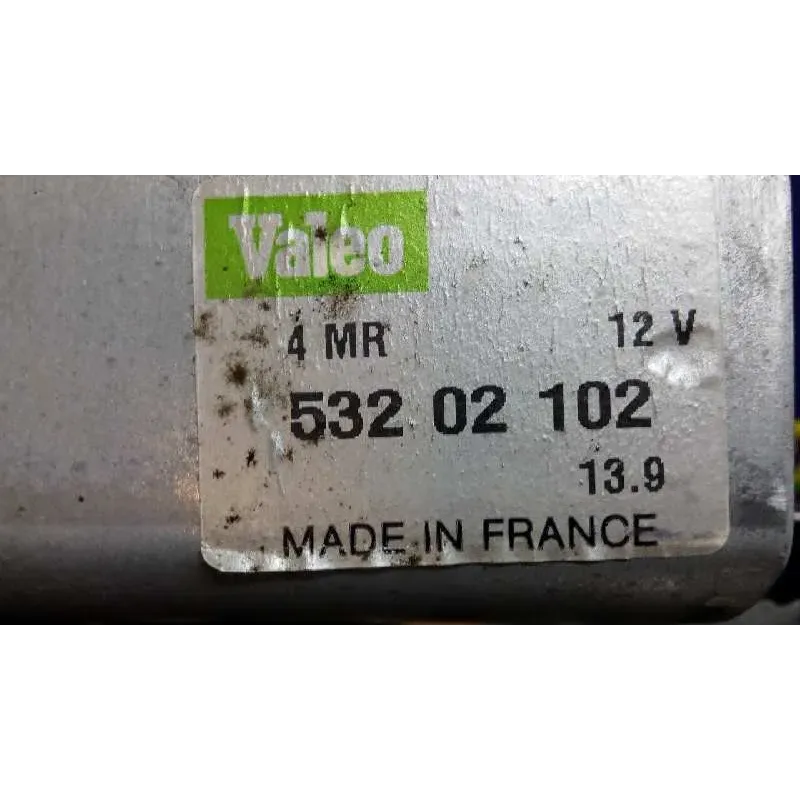 Valeo
4 MR 12 V
532 02 102
13.9
MADE IN FRANCE